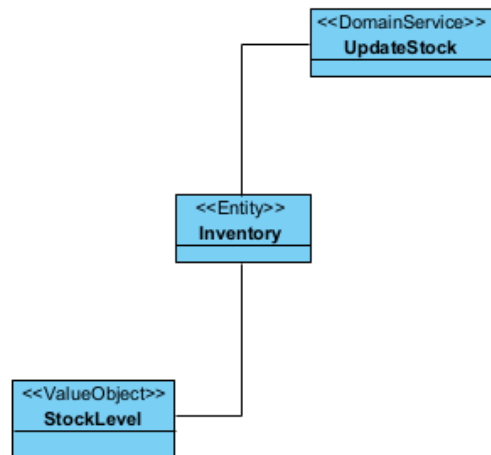 <<DomainService>>
UpdateStock
<<Entity>>
Inventory
<<ValueObject>>
StockLevel